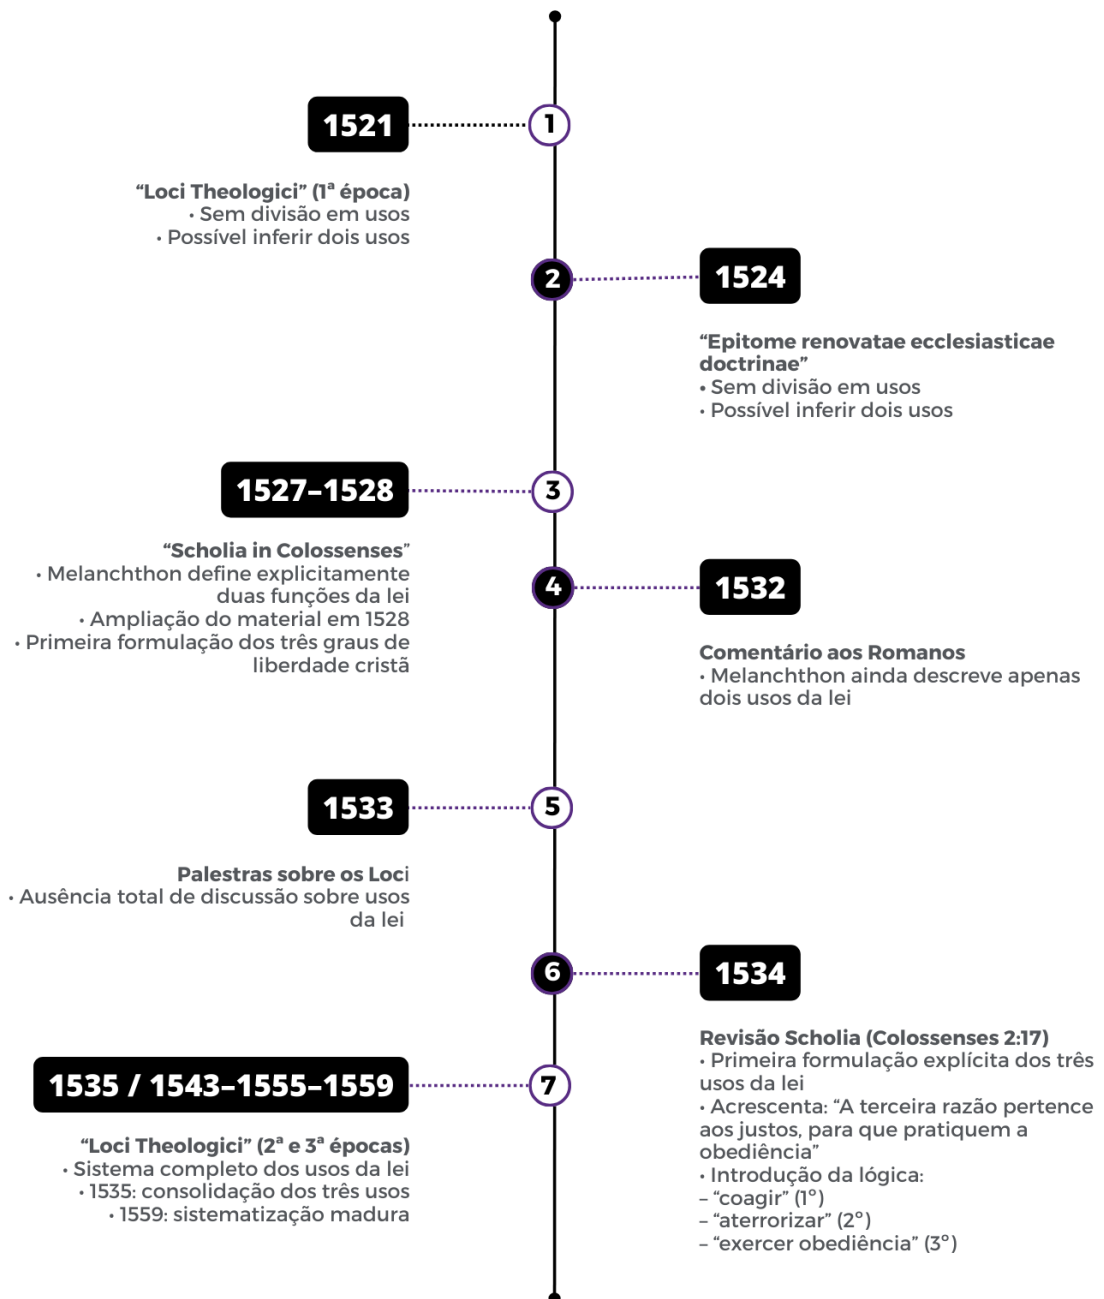 1521
1
“Loci Theologici” (1ª época)
• Sem divisão em usos
• Possível inferir dois usos
2
1524
“Epitome renovatae ecclesiasticae
doctrinae”
• Sem divisão em usos
• Possível inferir dois usos
1527–1528
3
“Scholia in Colossenses”
• Melanchthon define explicitamente
duas funções da lei
• Ampliação do material em 1528
• Primeira formulação dos três graus de
liberdade cristã
4
1532
Comentário aos Romanos
• Melanchthon ainda descreve apenas
dois usos da lei
1533
5
Palestras sobre os Loci
• Ausência total de discussão sobre usos
da lei
6
1534
Revisão Scholia (Colossenses 2:17)
• Primeira formulação explícita dos três
usos da lei
• Acrescenta: “A terceira razão pertence
aos justos, para que pratiquem a
obediência”
• Introdução da lógica:
– “coagir” (1º)
– “aterrorizar” (2º)
– “exercer obediência” (3º)
1535 / 1543–1555–1559
7
“Loci Theologici” (2ª e 3ª épocas)
• Sistema completo dos usos da lei
• 1535: consolidação dos três usos
• 1559: sistematização madura